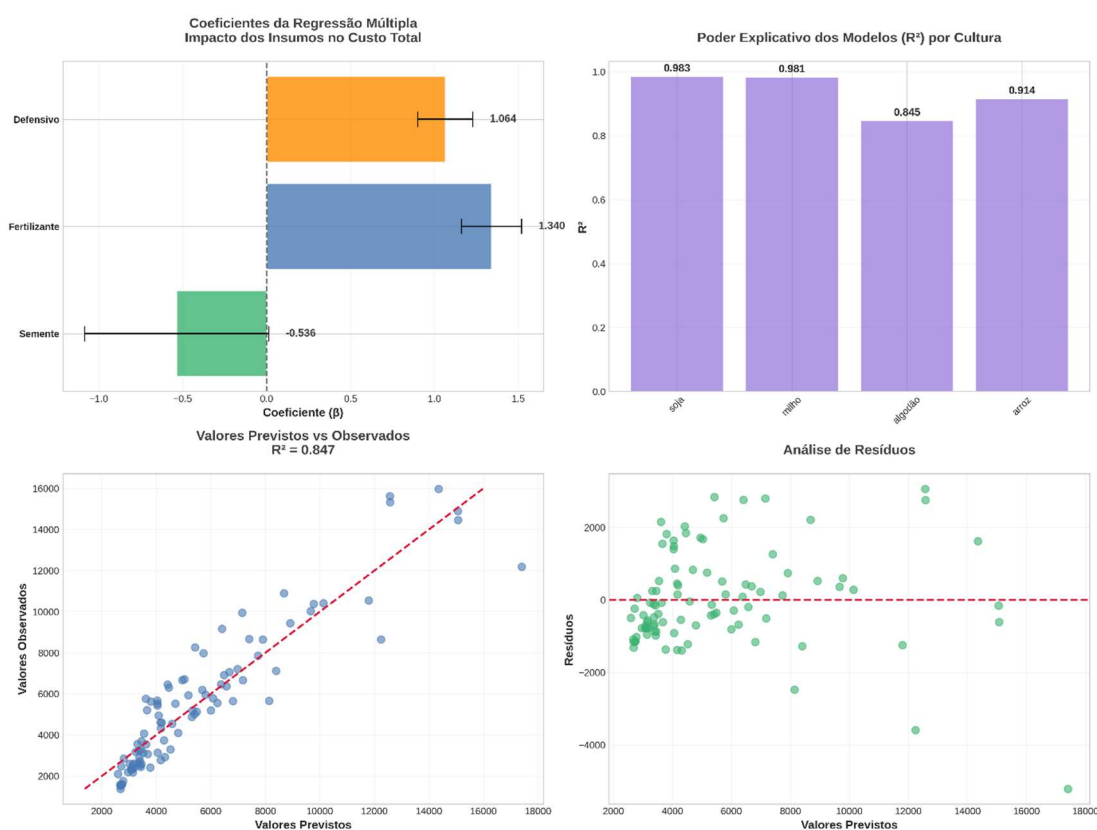 Coeficientes da Regressão Múltipla
Impacto dos Insumos no Custo Total
Defensivo
1.064
Fertilizante
1.340
Semente
-0.536
−1.0 −0.5 0.0 0.5 1.0 1.5
Coeficiente (β)
Poder Explicativo dos Modelos (R²) por Cultura
R²
1.0
0.8
0.6
0.4
0.2
0.0
0.983
0.981
0.845
0.914
soja milho algodão arroz
Valores Previstos vs Observados
R² = 0.847
Valores Observados
16000
14000
12000
10000
8000
6000
4000
2000
2000 4000 6000 8000 10000 12000 14000 16000 18000
Valores Previstos
Análise de Resíduos
Resíduos
2000
0
−2000
−4000
2000 4000 6000 8000 10000 12000 14000 16000 18000
Valores Previstos